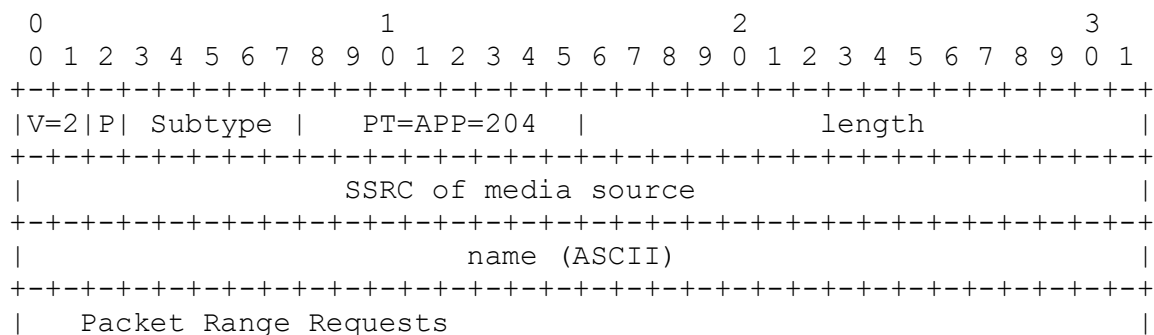 0                   1                   2                   3
 0 1 2 3 4 5 6 7 8 9 0 1 2 3 4 5 6 7 8 9 0 1 2 3 4 5 6 7 8 9 0 1
+-+-+-+-+-+-+-+-+-+-+-+-+-+-+-+-+-+-+-+-+-+-+-+-+-+-+-+-+-+-+-+-+
|V=2|P| Subtype |   PT=APP=204  |             length            |
+-+-+-+-+-+-+-+-+-+-+-+-+-+-+-+-+-+-+-+-+-+-+-+-+-+-+-+-+-+-+-+-+
|                  SSRC of media source                         |
+-+-+-+-+-+-+-+-+-+-+-+-+-+-+-+-+-+-+-+-+-+-+-+-+-+-+-+-+-+-+-+-+
|                         name (ASCII)                          |
+-+-+-+-+-+-+-+-+-+-+-+-+-+-+-+-+-+-+-+-+-+-+-+-+-+-+-+-+-+-+-+-+
|   Packet Range Requests                                       |